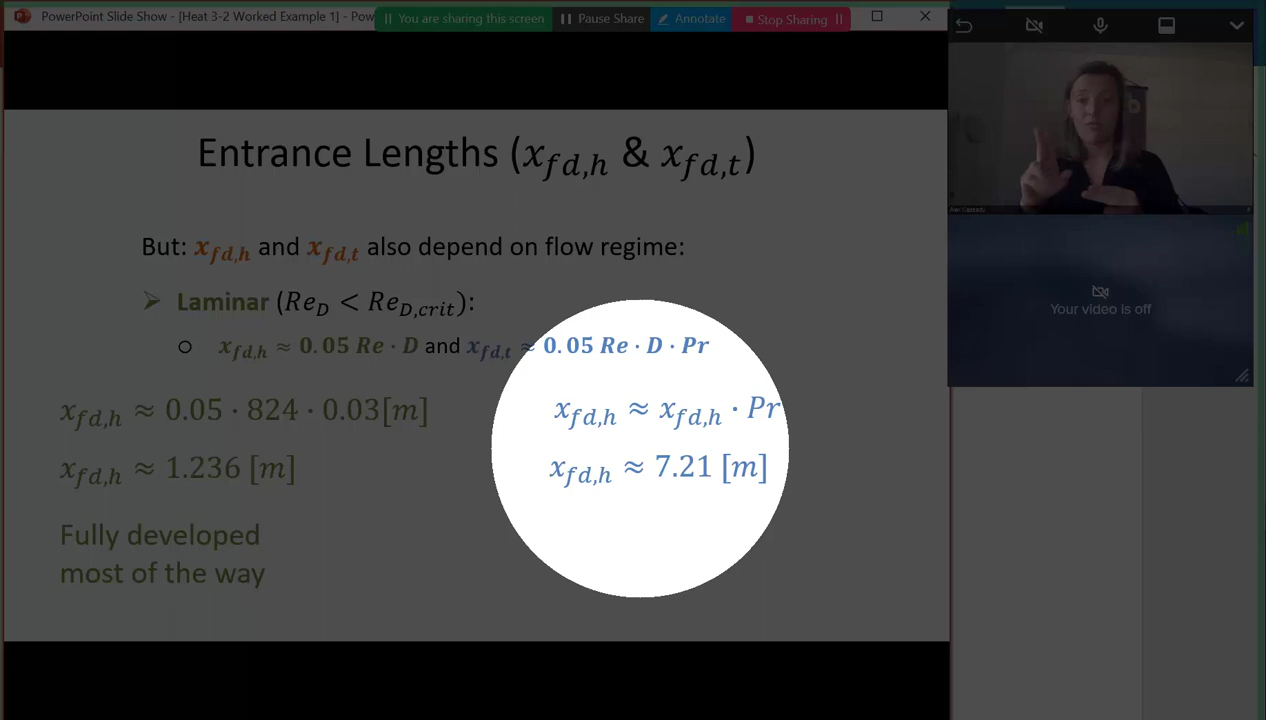 PowerPoint Slide Show - [Heat 3-2 Worked Example 1] - Pow
You are sharing this screen
Pause Share
Annotate
Stop Sharing
Entrance Lengths (x_{fd,h} & x_{fd,t})
But: x_{fd,h} and x_{fd,t} also depend on flow regime:
➢ Laminar (Re_D < Re_{D,crit}):
○ x_{fd,h} ≈ 0.05 Re · D and x_{fd,t} ≈ 0.05 Re · D · Pr
x_{fd,h} ≈ 0.05 · 824 · 0.03[m]
x_{fd,h} ≈ x_{fd,h} · Pr
x_{fd,h} ≈ 1.236 [m]
x_{fd,h} ≈ 7.21 [m]
Fully developed
most of the way
Your video is off